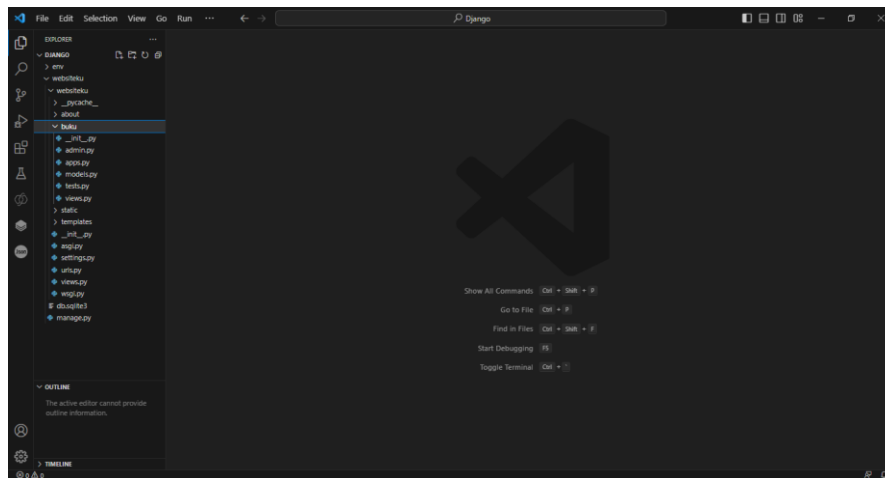 File Edit Selection View Go Run ... Django
EXPLORER ...
DJANGO
env
websiteku
websiteku
__pycache__
about
buku
__init__.py
admin.py
apps.py
models.py
tests.py
views.py
static
templates
__init__.py
asgi.py
settings.py
urls.py
views.py
wsgi.py
db.sqlite3
manage.py
Show All Commands Ctrl + Shift + P
Go to File Ctrl + P
Find in Files Ctrl + Shift + F
Start Debugging F5
Toggle Terminal Ctrl + `
OUTLINE
The active editor cannot provide
outline information.
TIMELINE
0 0